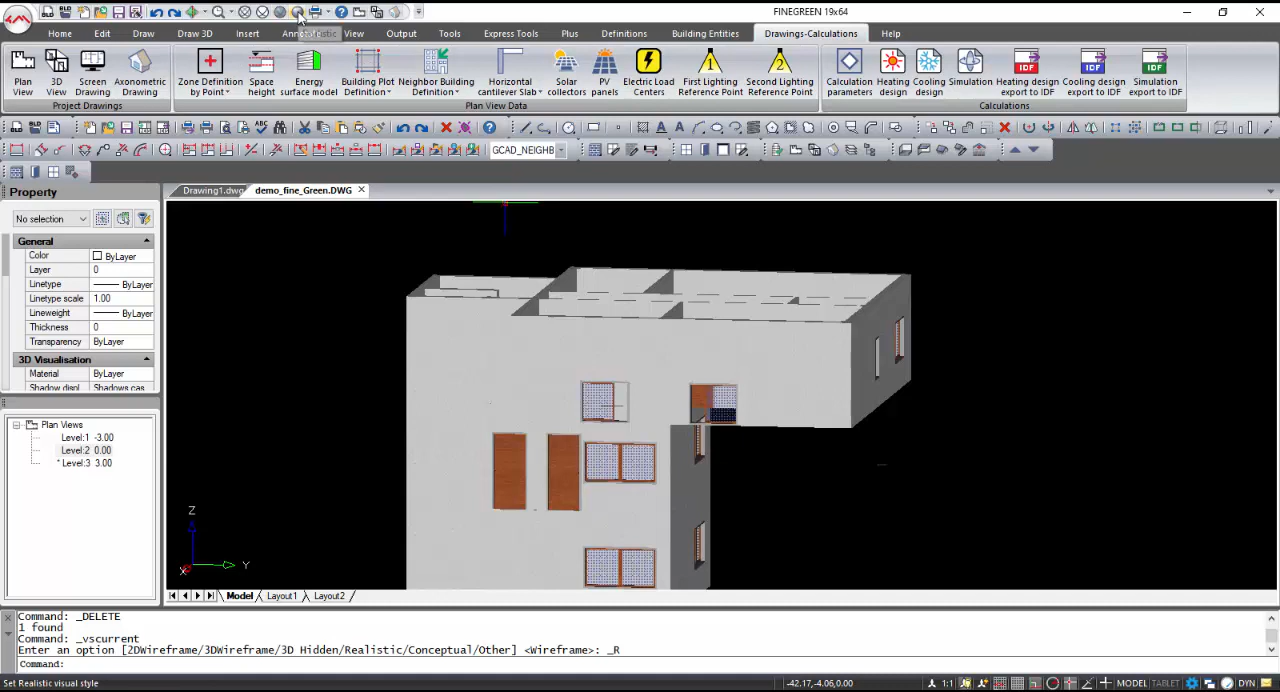 FINEGREEN 19x64
Home Edit Draw Draw 3D Insert Annotate Realistic View Output Tools Express Tools Plus Definitions Building Entities Drawings-Calculations Help
Plan View
3D View
Elev Drawing
Axonometric Drawing
Zone Definition by Point
Space height
Energy surface model
Building Plot Definition
Neighbor Building Definition
Horizontal cantilever Slab
Solar collectors
PV panels
Electric Load Centers
First Lighting Reference Point
Second Lighting Reference Point
Calculation parameters
Heating design
Cooling design
Simulation
Heating design export to IDF
Cooling design export to IDF
Simulation export to IDF
Project Drawings Plan View Data Calculations
GCAD_NEIGHB
Property
Drawing1.dwg demo_fine_Green.DWG
No selection
General
Color ByLayer
Layer 0
Linetype ByLayer
Linetype scale 1.00
Lineweight ByLayer
Thickness 0
Transparency ByLayer
3D Visualisation
Material ByLayer
Shadow displ Shadows cas
Plan Views
Level:1 -3.00
Level:2 0.00
* Level:3 3.00
Z
Y
X
Model Layout1 Layout2
Command: _DELETE
1 found
Command: _vscurrent
Enter an option [2DWireframe/3DWireframe/3D Hidden/Realistic/Conceptual/Other] <Wireframe>: _R
Command:
Set Realistic visual style -42.17,-4.06,0.00 1:1 MODEL TABLET DYN